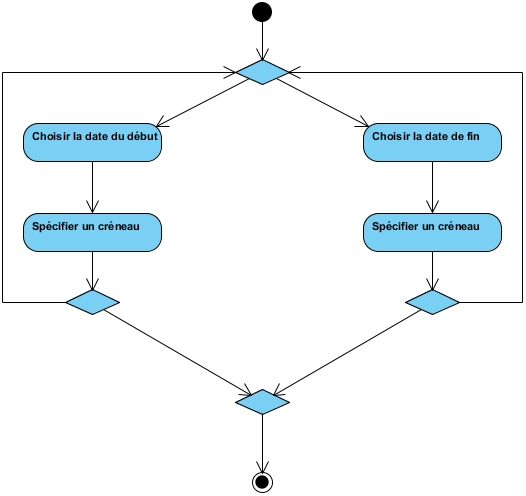 Choisir la date du début
Choisir la date de fin
Spécifier un créneau
Spécifier un créneau